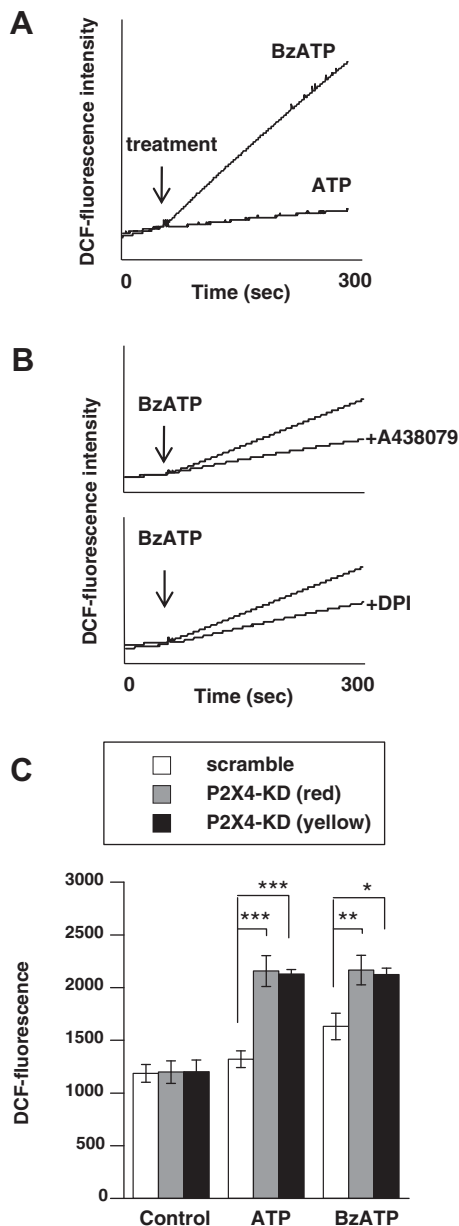 A
DCF-fluorescence intensity
BzATP
treatment
ATP
0
300
Time (sec)
B
DCF-fluorescence intensity
BzATP
+A438079
BzATP
+DPI
0
300
Time (sec)
C
scramble
P2X4-KD (red)
P2X4-KD (yellow)
DCF-fluorescence
3000
2500
2000
1500
1000
500
0
***
***
*
**
Control ATP BzATP